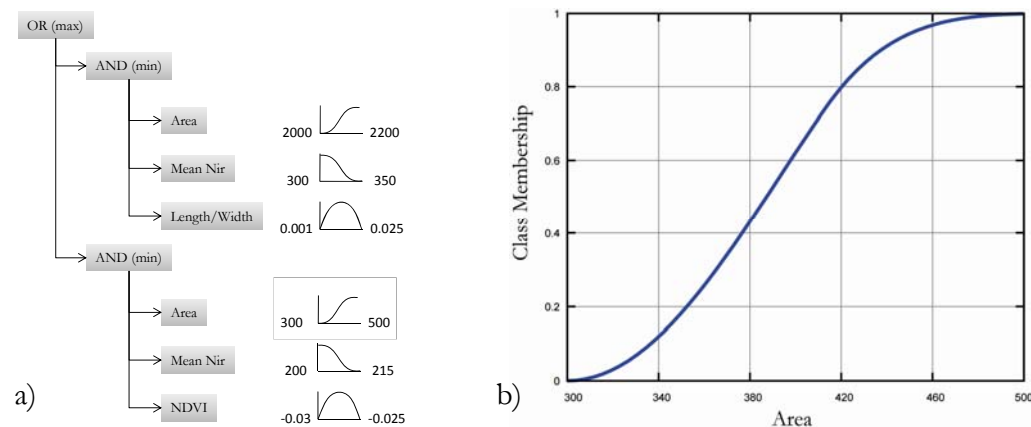 OR (max)
AND (min)
Area
2000 2200
Mean Nir
300 350
Length/Width
0.001 0.025
AND (min)
Area
300 500
Mean Nir
200 215
NDVI
-0.03 -0.025
a)
1
0.8
0.6
0.4
0.2
0
Class Membership
300 340 380 420 460 500
Area
b)